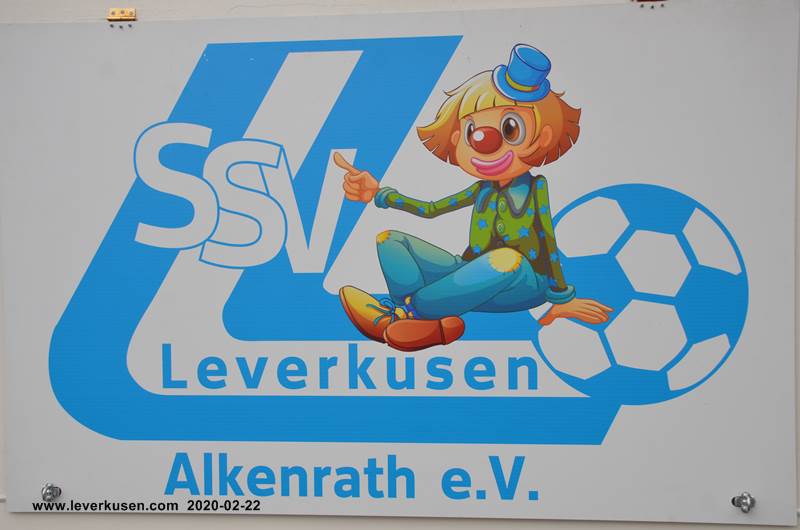 SSV
Leverkusen
Alkenrath e.V.
www.leverkusen.com 2020-02-22